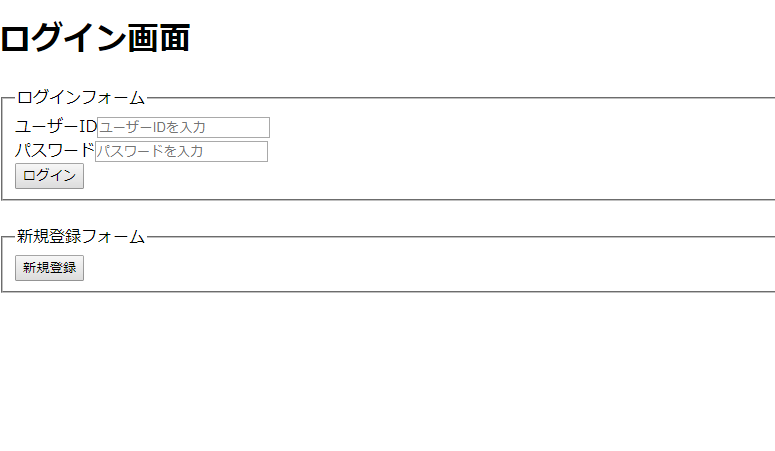 ログイン画面
ログインフォーム
ユーザーID ユーザーIDを入力
パスワード パスワードを入力
ログイン
新規登録フォーム
新規登録